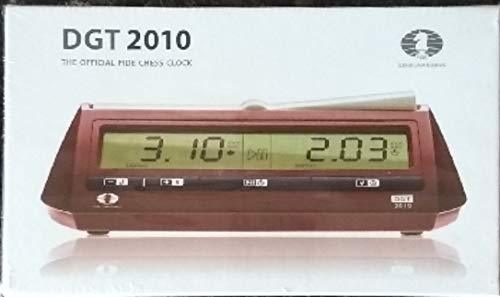 DGT 2010
THE OFFICIAL FIDE CHESS CLOCK
3.10 2.03
DGT
2010